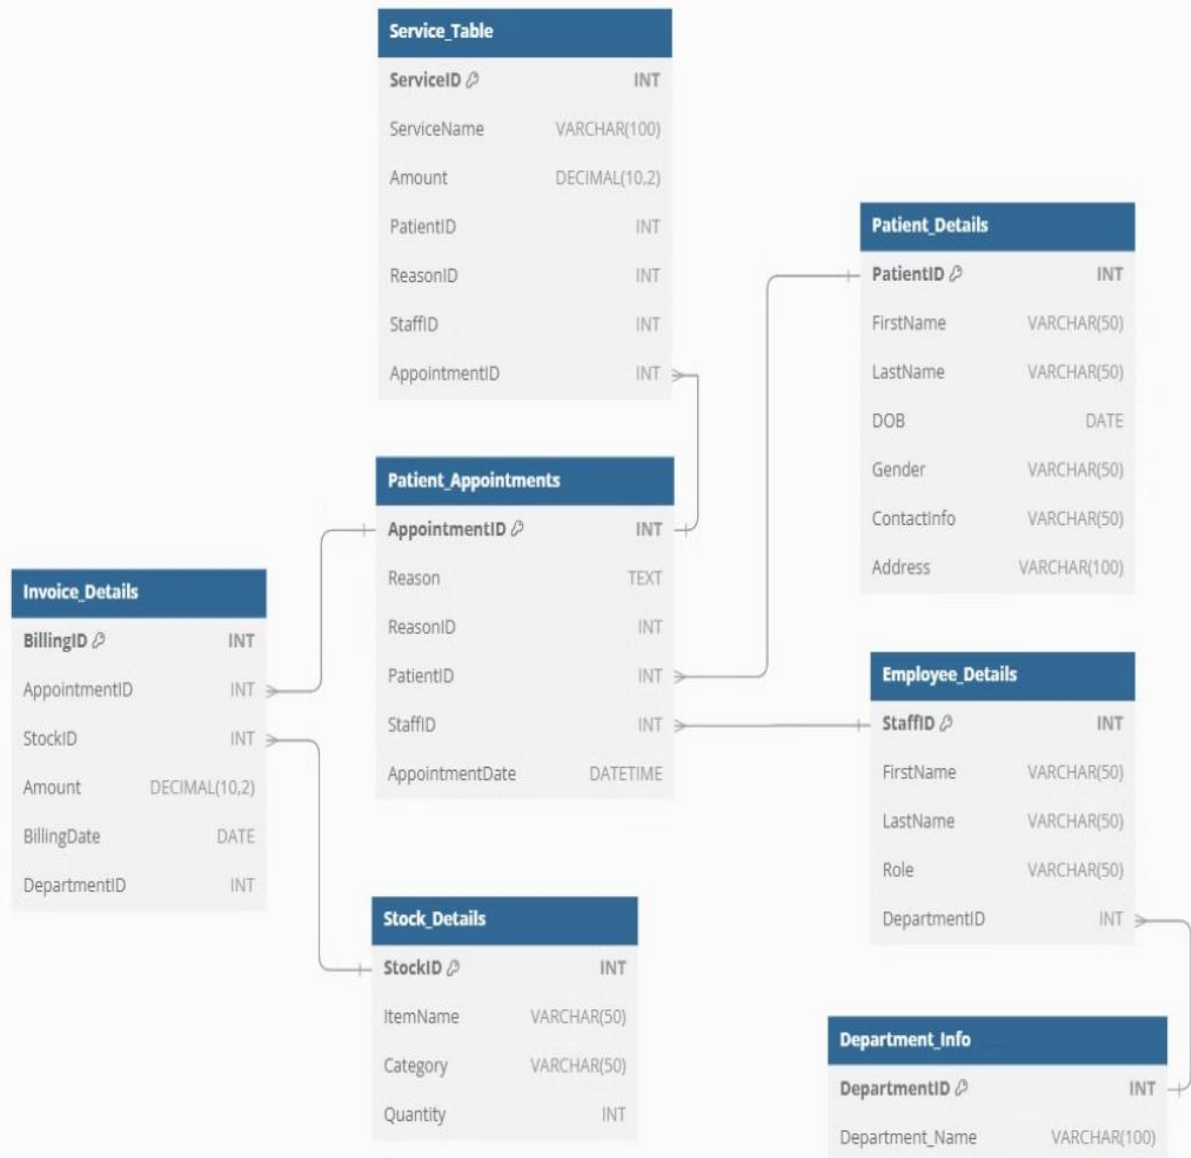 Service_Table
ServiceID INT
ServiceName VARCHAR(100)
Amount DECIMAL(10,2)
PatientID INT
ReasonID INT
StaffID INT
AppointmentID INT
Patient_Details
PatientID INT
FirstName VARCHAR(50)
LastName VARCHAR(50)
DOB DATE
Gender VARCHAR(50)
ContactInfo VARCHAR(50)
Address VARCHAR(100)
Patient_Appointments
AppointmentID INT
Reason TEXT
ReasonID INT
PatientID INT
StaffID INT
AppointmentDate DATETIME
Invoice_Details
BillingID INT
AppointmentID INT
StockID INT
Amount DECIMAL(10,2)
BillingDate DATE
DepartmentID INT
Employee_Details
StaffID INT
FirstName VARCHAR(50)
LastName VARCHAR(50)
Role VARCHAR(50)
DepartmentID INT
Stock_Details
StockID INT
ItemName VARCHAR(50)
Category VARCHAR(50)
Quantity INT
Department_Info
DepartmentID INT
Department_Name VARCHAR(100)